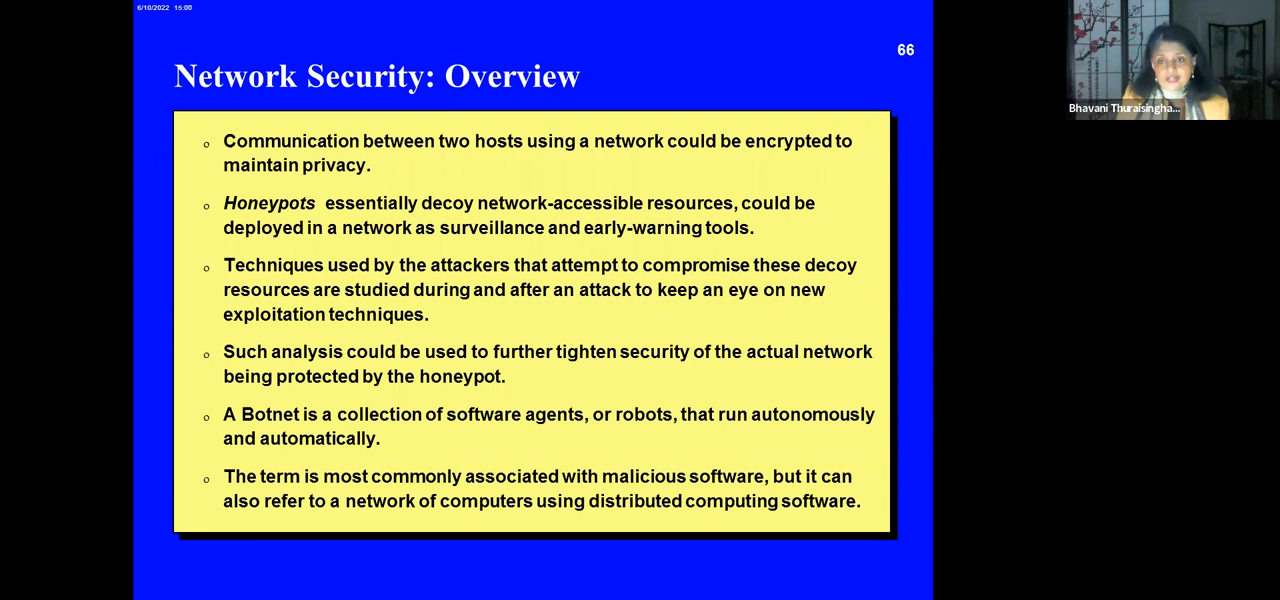 6/10/2022 15:00
66
Network Security: Overview
Communication between two hosts using a network could be encrypted to
maintain privacy.
Honeypots essentially decoy network-accessible resources, could be
deployed in a network as surveillance and early-warning tools.
Techniques used by the attackers that attempt to compromise these decoy
resources are studied during and after an attack to keep an eye on new
exploitation techniques.
Such analysis could be used to further tighten security of the actual network
being protected by the honeypot.
A Botnet is a collection of software agents, or robots, that run autonomously
and automatically.
The term is most commonly associated with malicious software, but it can
also refer to a network of computers using distributed computing software.
Bhavani Thuraisingha...